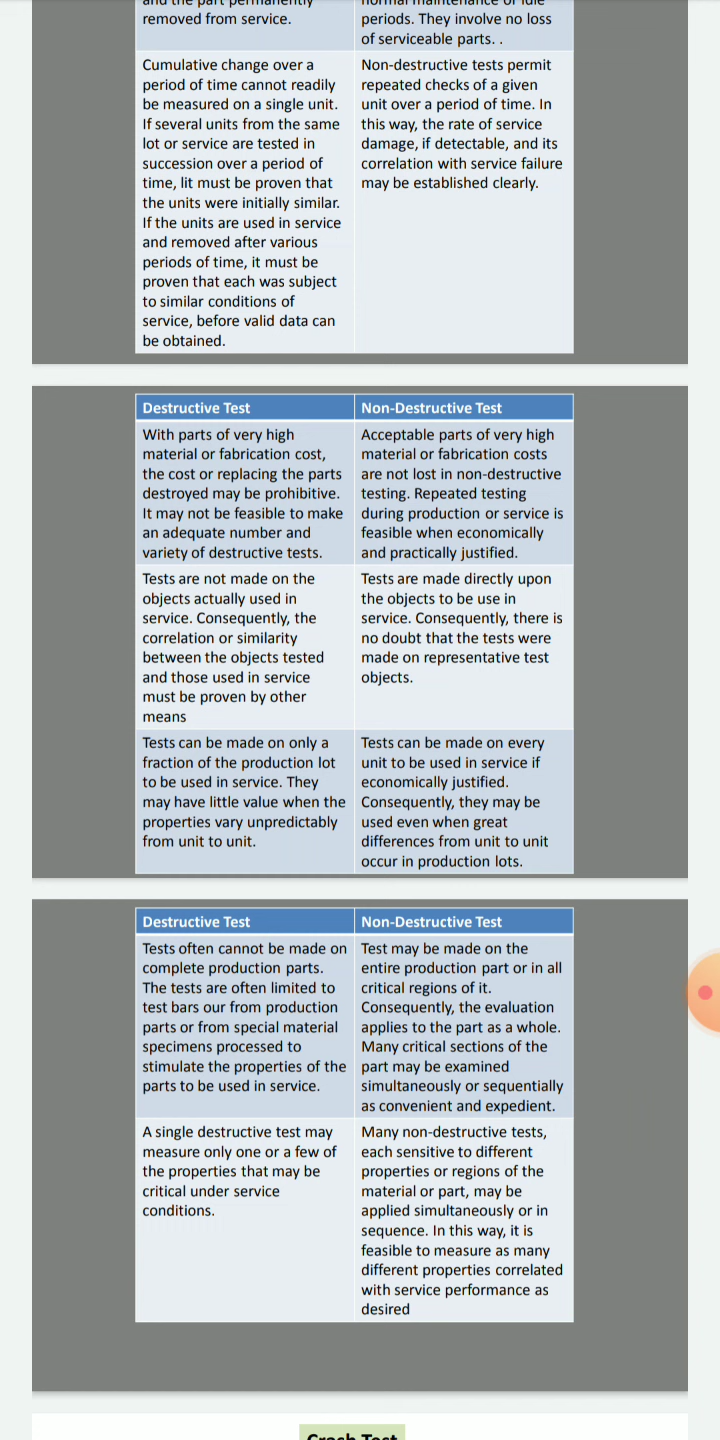 and the part permanently
removed from service.
normal maintenance or idle
periods. They involve no loss
of serviceable parts. .
Cumulative change over a
period of time cannot readily
be measured on a single unit.
If several units from the same
lot or service are tested in
succession over a period of
time, lit must be proven that
the units were initially similar.
If the units are used in service
and removed after various
periods of time, it must be
proven that each was subject
to similar conditions of
service, before valid data can
be obtained.
Non-destructive tests permit
repeated checks of a given
unit over a period of time. In
this way, the rate of service
damage, if detectable, and its
correlation with service failure
may be established clearly.
Destructive Test
Non-Destructive Test
With parts of very high
material or fabrication cost,
the cost or replacing the parts
destroyed may be prohibitive.
It may not be feasible to make
an adequate number and
variety of destructive tests.
Acceptable parts of very high
material or fabrication costs
are not lost in non-destructive
testing. Repeated testing
during production or service is
feasible when economically
and practically justified.
Tests are not made on the
objects actually used in
service. Consequently, the
correlation or similarity
between the objects tested
and those used in service
must be proven by other
means
Tests are made directly upon
the objects to be use in
service. Consequently, there is
no doubt that the tests were
made on representative test
objects.
Tests can be made on only a
fraction of the production lot
to be used in service. They
may have little value when the
properties vary unpredictably
from unit to unit.
Tests can be made on every
unit to be used in service if
economically justified.
Consequently, they may be
used even when great
differences from unit to unit
occur in production lots.
Destructive Test
Non-Destructive Test
Tests often cannot be made on
complete production parts.
The tests are often limited to
test bars our from production
parts or from special material
specimens processed to
stimulate the properties of the
parts to be used in service.
Test may be made on the
entire production part or in all
critical regions of it.
Consequently, the evaluation
applies to the part as a whole.
Many critical sections of the
part may be examined
simultaneously or sequentially
as convenient and expedient.
A single destructive test may
measure only one or a few of
the properties that may be
critical under service
conditions.
Many non-destructive tests,
each sensitive to different
properties or regions of the
material or part, may be
applied simultaneously or in
sequence. In this way, it is
feasible to measure as many
different properties correlated
with service performance as
desired
Crash Test